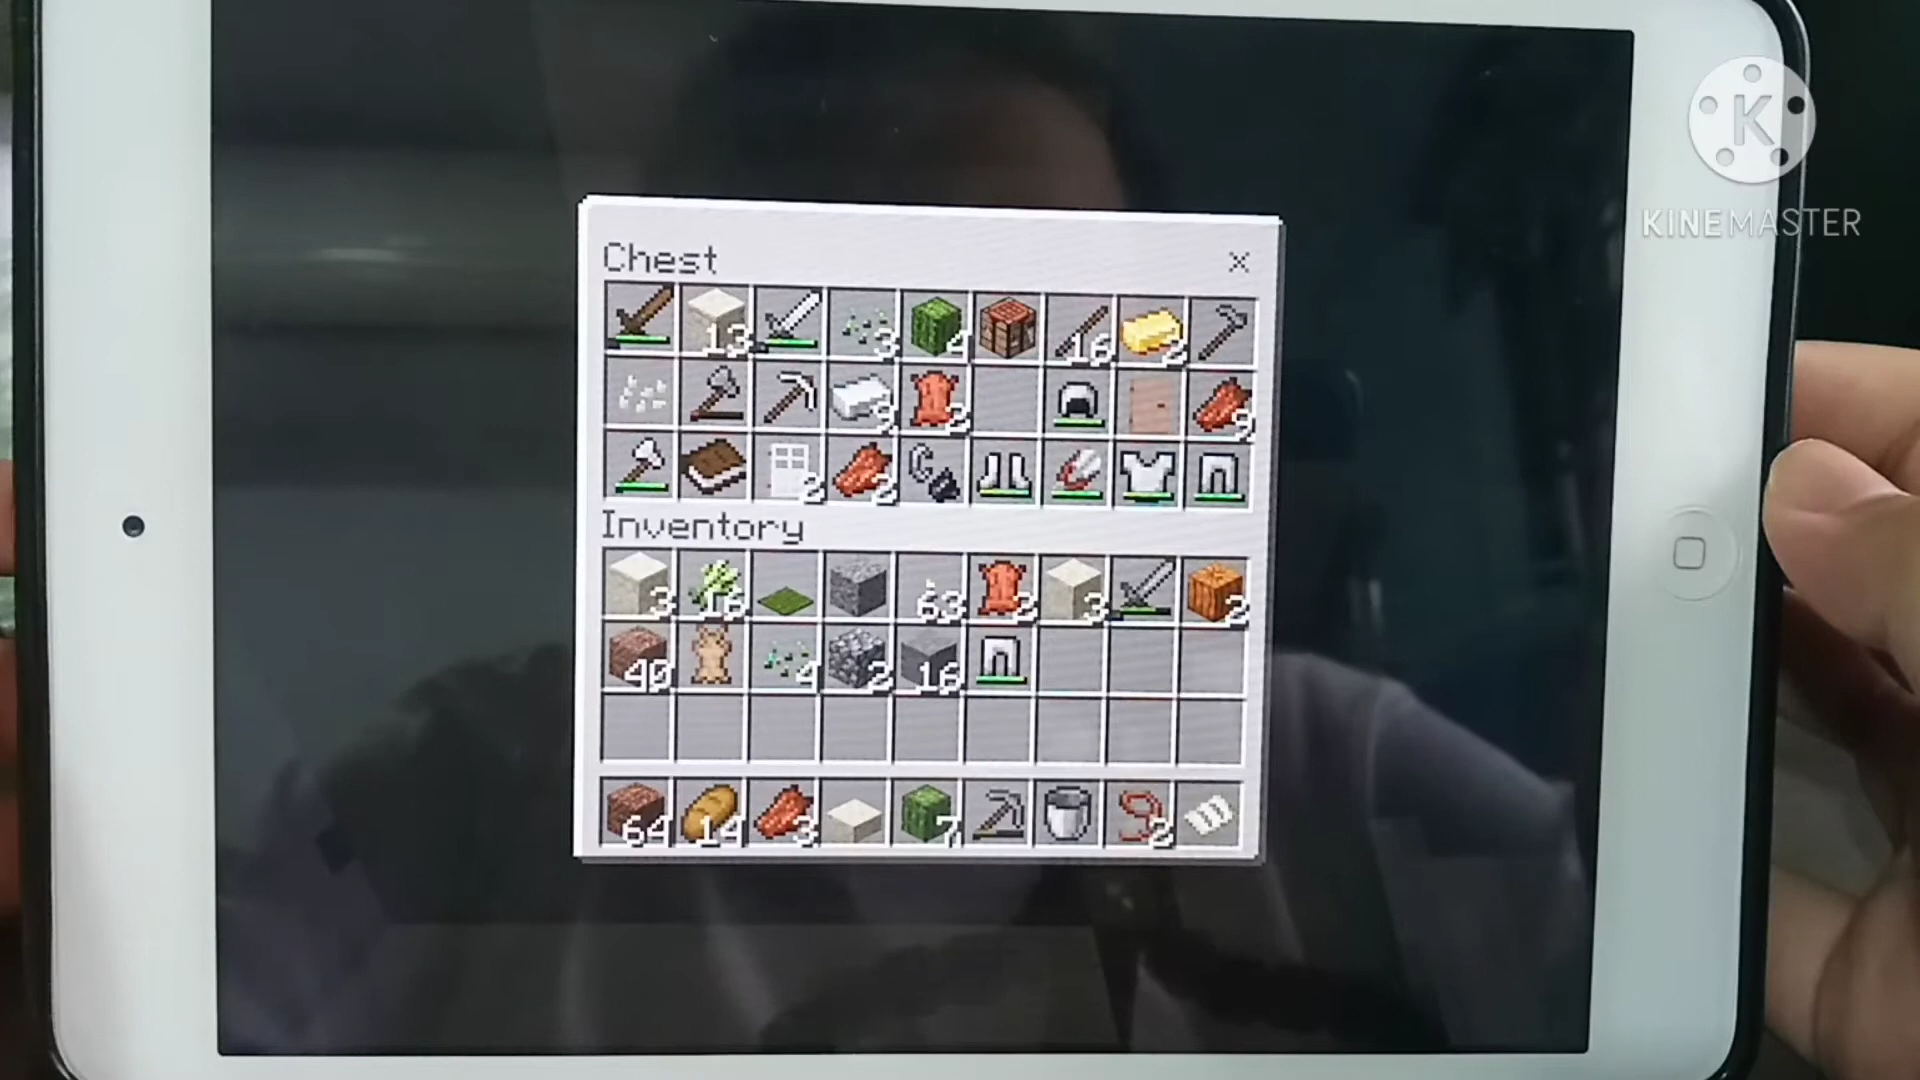 K
KINEMASTER
Chest
13 3 4 16 2
3 2
2 2
Inventory
3 16 63 2 3 2
40 4 2 16
64 14 3 7 2